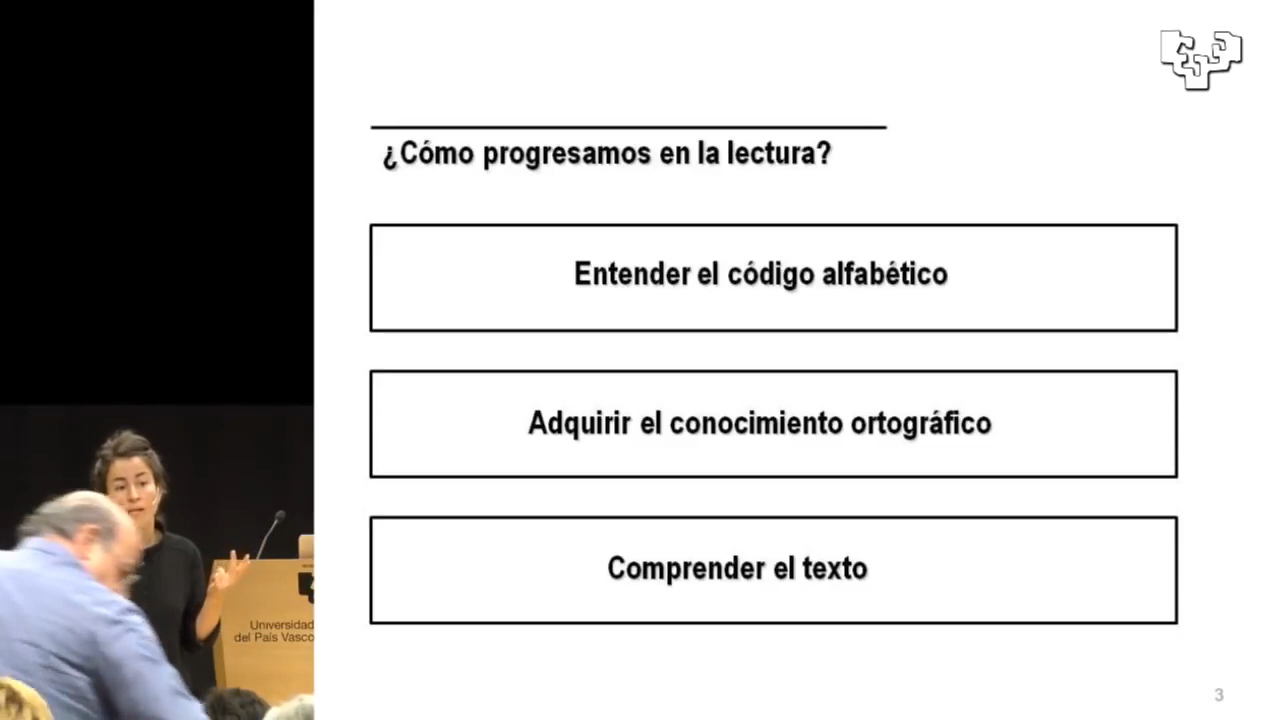 ¿Cómo progresamos en la lectura?
Entender el código alfabético
Adquirir el conocimiento ortográfico
Comprender el texto
Universidad
del País Vasco
3